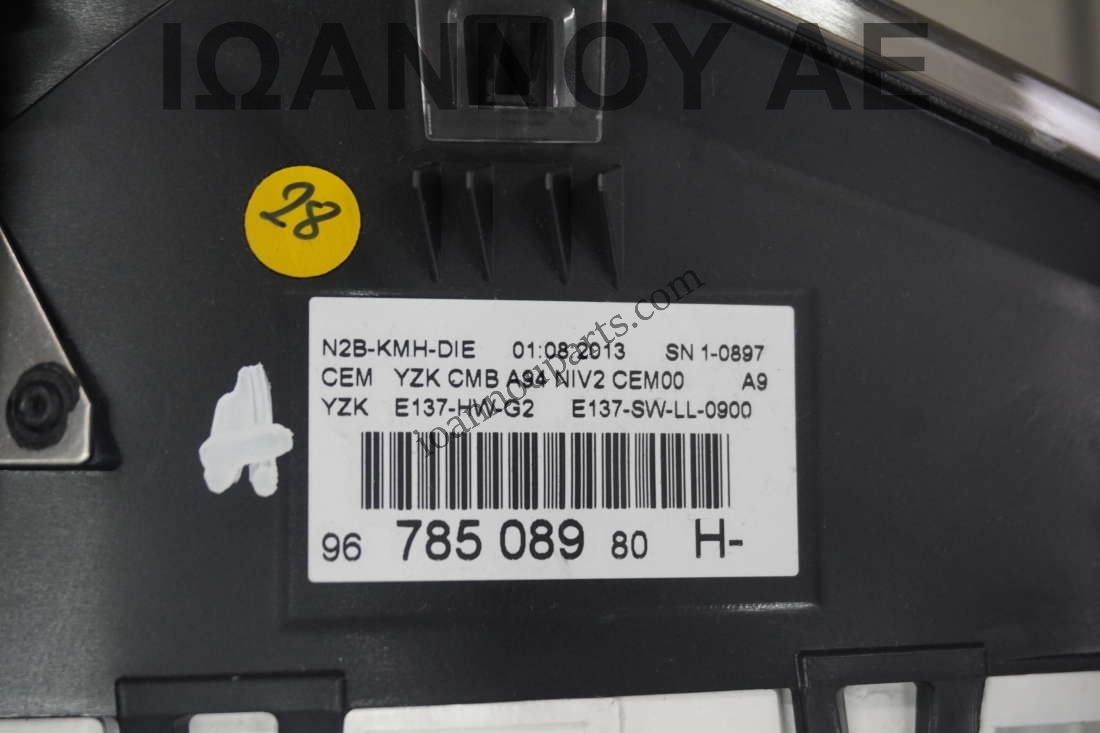 ΙΩΑΝΝΟΥ ΑΕ
28
N2B-KMH-DIE 01:08:2013 SN 1-0897
CEM YZK CMB A94 NIV2 CEM00 A9
YZK E137-HW-G2 E137-SW-LL-0900
96 785 089 80 H-
ioannouparts.com